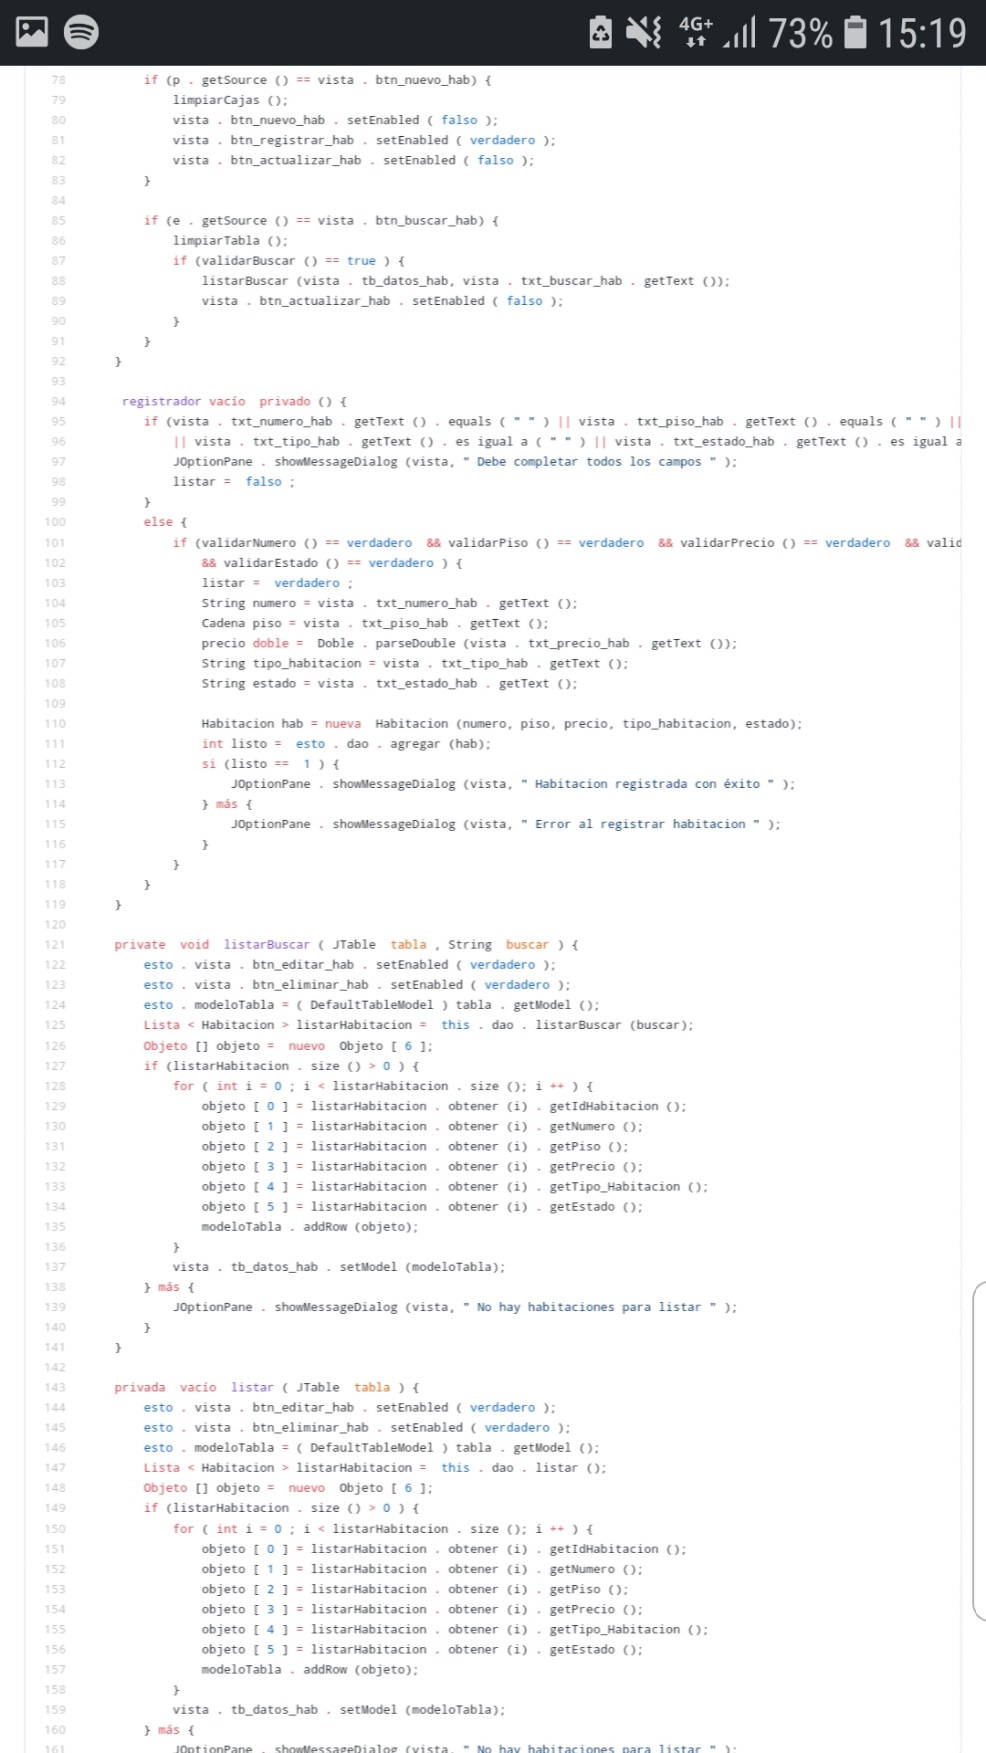 4G+ 73% 15:19
78 if (p . getSource () == vista . btn_nuevo_hab) {
79 limpiarCajas ();
80 vista . btn_nuevo_hab . setEnabled ( falso );
81 vista . btn_registrar_hab . setEnabled ( verdadero );
82 vista . btn_actualizar_hab . setEnabled ( falso );
83 }
84
85 if (e . getSource () == vista . btn_buscar_hab) {
86 limpiarTabla ();
87 if (validarBuscar () == true ) {
88 listarBuscar (vista . tb_datos_hab, vista . txt_buscar_hab . getText ());
89 vista . btn_actualizar_hab . setEnabled ( falso );
90 }
91 }
92 }
93
94 registrador vacío privado () {
95 if (vista . txt_numero_hab . getText () . equals ( " " ) || vista . txt_piso_hab . getText () . equals ( " " ) ||
96 || vista . txt_tipo_hab . getText () . es igual a ( " " ) || vista . txt_estado_hab . getText () . es igual a
97 JOptionPane . showMessageDialog (vista, " Debe completar todos los campos " );
98 listar = falso ;
99 }
100 else {
101 if (validarNumero () == verdadero && validarPiso () == verdadero && validarPrecio () == verdadero && valid
102 && validarEstado () == verdadero ) {
103 listar = verdadero ;
104 String numero = vista . txt_numero_hab . getText ();
105 Cadena piso = vista . txt_piso_hab . getText ();
106 precio doble = Doble . parseDouble (vista . txt_precio_hab . getText ());
107 String tipo_habitacion = vista . txt_tipo_hab . getText ();
108 String estado = vista . txt_estado_hab . getText ();
109
110 Habitacion hab = nueva Habitacion (numero, piso, precio, tipo_habitacion, estado);
111 int listo = esto . dao . agregar (hab);
112 si (listo == 1 ) {
113 JOptionPane . showMessageDialog (vista, " Habitacion registrada con éxito " );
114 } más {
115 JOptionPane . showMessageDialog (vista, " Error al registrar habitacion " );
116 }
117 }
118 }
119 }
120
121 private void listarBuscar ( JTable tabla , String buscar ) {
122 esto . vista . btn_editar_hab . setEnabled ( verdadero );
123 esto . vista . btn_eliminar_hab . setEnabled ( verdadero );
124 esto . modeloTabla = ( DefaultTableModel ) tabla . getModel ();
125 Lista < Habitacion > listarHabitacion = this . dao . listarBuscar (buscar);
126 Objeto [] objeto = nuevo Objeto [ 6 ];
127 if (listarHabitacion . size () > 0 ) {
128 for ( int i = 0 ; i < listarHabitacion . size (); i ++ ) {
129 objeto [ 0 ] = listarHabitacion . obtener (i) . getIdHabitacion ();
130 objeto [ 1 ] = listarHabitacion . obtener (i) . getNumero ();
131 objeto [ 2 ] = listarHabitacion . obtener (i) . getPiso ();
132 objeto [ 3 ] = listarHabitacion . obtener (i) . getPrecio ();
133 objeto [ 4 ] = listarHabitacion . obtener (i) . getTipo_Habitacion ();
134 objeto [ 5 ] = listarHabitacion . obtener (i) . getEstado ();
135 modeloTabla . addRow (objeto);
136 }
137 vista . tb_datos_hab . setModel (modeloTabla);
138 } más {
139 JOptionPane . showMessageDialog (vista, " No hay habitaciones para listar " );
140 }
141 }
142
143 privada vacío listar ( JTable tabla ) {
144 esto . vista . btn_editar_hab . setEnabled ( verdadero );
145 esto . vista . btn_eliminar_hab . setEnabled ( verdadero );
146 esto . modeloTabla = ( DefaultTableModel ) tabla . getModel ();
147 Lista < Habitacion > listarHabitacion = this . dao . listar ();
148 Objeto [] objeto = nuevo Objeto [ 6 ];
149 if (listarHabitacion . size () > 0 ) {
150 for ( int i = 0 ; i < listarHabitacion . size (); i ++ ) {
151 objeto [ 0 ] = listarHabitacion . obtener (i) . getIdHabitacion ();
152 objeto [ 1 ] = listarHabitacion . obtener (i) . getNumero ();
153 objeto [ 2 ] = listarHabitacion . obtener (i) . getPiso ();
154 objeto [ 3 ] = listarHabitacion . obtener (i) . getPrecio ();
155 objeto [ 4 ] = listarHabitacion . obtener (i) . getTipo_Habitacion ();
156 objeto [ 5 ] = listarHabitacion . obtener (i) . getEstado ();
157 modeloTabla . addRow (objeto);
158 }
159 vista . tb_datos_hab . setModel (modeloTabla);
160 } más {
161 JOptionPane . showMessageDialog (vista, " No hay habitaciones para listar " );